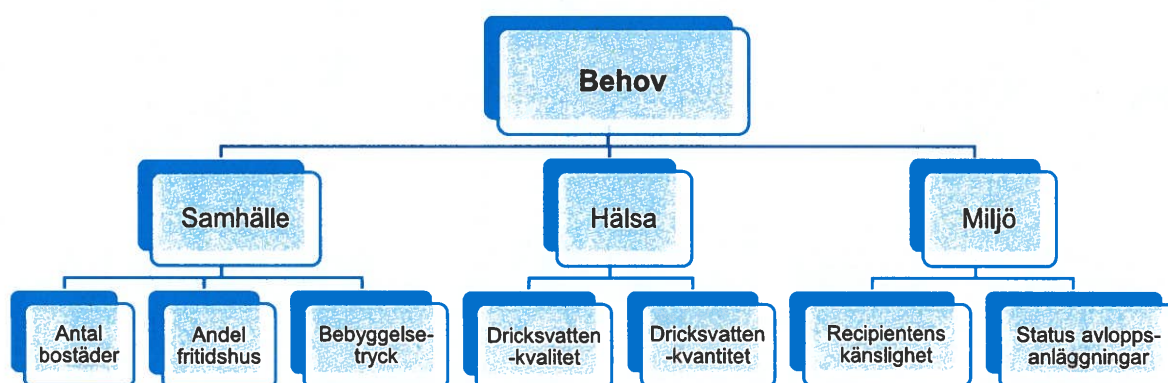 Behov
Samhälle
Hälsa
Miljö
Antal
bostäder
Andel
fritidshus
Bebyggelse-
tryck
Dricksvatten
-kvalitet
Dricksvatten
-kvantitet
Recipientens
känslighet
Status avlopps-
anläggningar